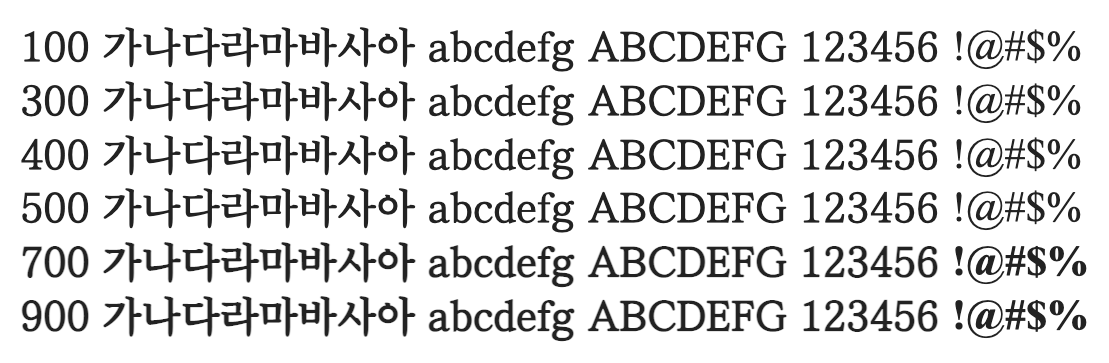 100 가나다라마바사아 abcdefg ABCDEFG 123456 !@#$%
300 가나다라마바사아 abcdefg ABCDEFG 123456 !@#$%
400 가나다라마바사아 abcdefg ABCDEFG 123456 !@#$%
500 가나다라마바사아 abcdefg ABCDEFG 123456 !@#$%
700 가나다라마바사아 abcdefg ABCDEFG 123456 !@#$%
900 가나다라마바사아 abcdefg ABCDEFG 123456 !@#$%